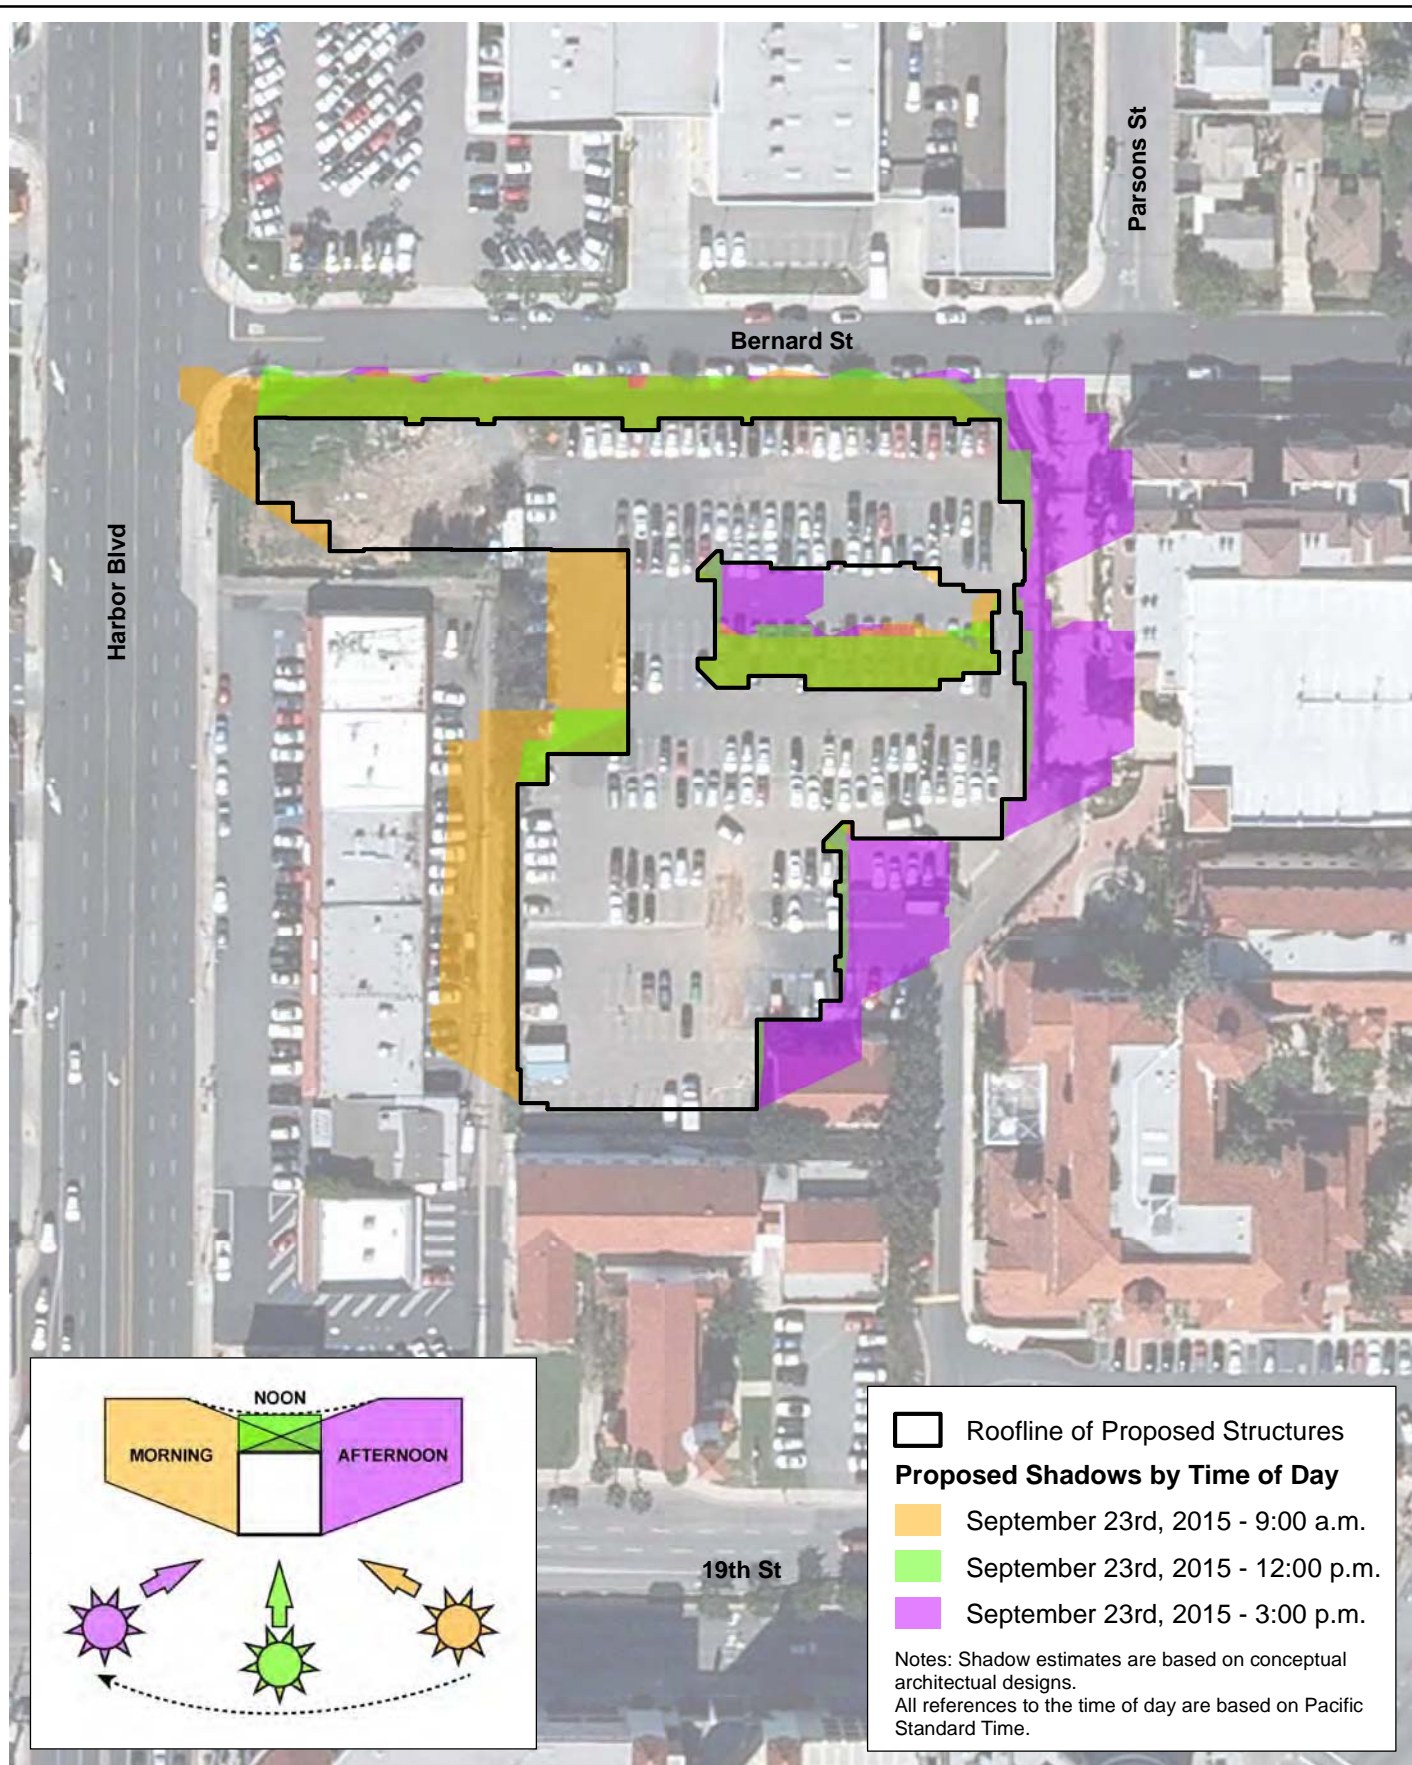 Parsons St
Bernard St
Harbor Blvd
19th St
NOON
MORNING
AFTERNOON
Roofline of Proposed Structures
Proposed Shadows by Time of Day
September 23rd, 2015 - 9:00 a.m.
September 23rd, 2015 - 12:00 p.m.
September 23rd, 2015 - 3:00 p.m.
Notes: Shadow estimates are based on conceptual
architectural designs.
All references to the time of day are based on Pacific
Standard Time.